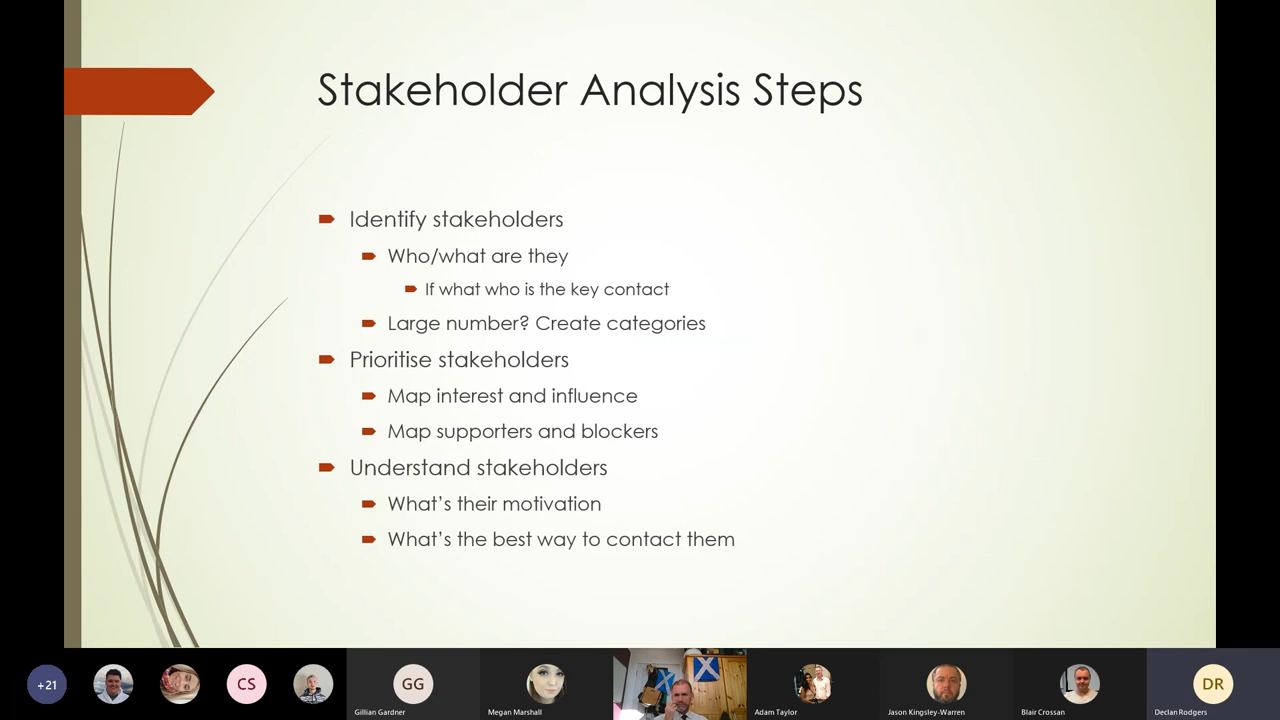 Stakeholder Analysis Steps
Identify stakeholders
Who/what are they
If what who is the key contact
Large number? Create categories
Prioritise stakeholders
Map interest and influence
Map supporters and blockers
Understand stakeholders
What's their motivation
What's the best way to contact them
+21
CS
GG
DR
Gillian Gardner
Megan Marshall
Adam Taylor
Jason Kingsley-Warren
Blair Crossan
Declan Rodgers